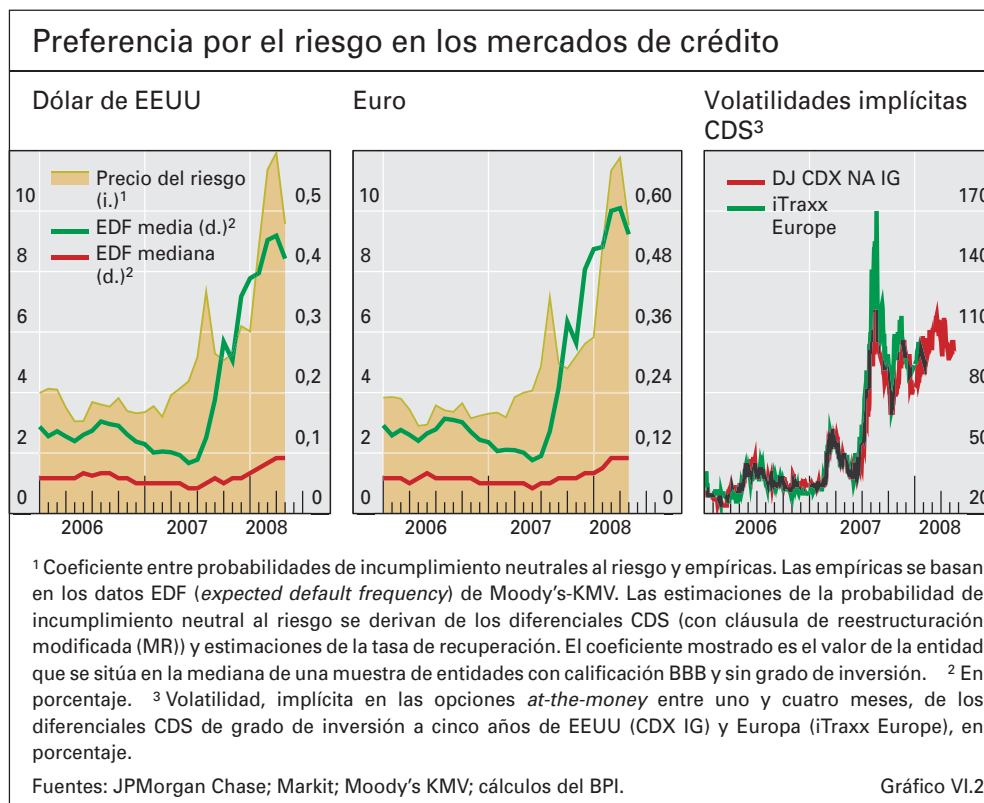 Preferencia por el riesgo en los mercados de crédito
Dólar de EEUU
Euro
Volatilidades implícitas
CDS³
Precio del riesgo
(i.)¹
EDF media (d.)²
EDF mediana
(d.)²
10
8
6
4
2
0
0,5
0,4
0,3
0,2
0,1
0
2006
2007
2008
10
8
6
4
2
0
0,60
0,48
0,36
0,24
0,12
0
2006
2007
2008
DJ CDX NA IG
iTraxx
Europe
170
140
110
80
50
20
2006
2007
2008
¹ Coeficiente entre probabilidades de incumplimiento neutrales al riesgo y empíricas. Las empíricas se basan
en los datos EDF (expected default frequency) de Moody's-KMV. Las estimaciones de la probabilidad de
incumplimiento neutral al riesgo se derivan de los diferenciales CDS (con cláusula de reestructuración
modificada (MR)) y estimaciones de la tasa de recuperación. El coeficiente mostrado es el valor de la entidad
que se sitúa en la mediana de una muestra de entidades con calificación BBB y sin grado de inversión. ² En
porcentaje. ³ Volatilidad, implícita en las opciones at-the-money entre uno y cuatro meses, de los
diferenciales CDS de grado de inversión a cinco años de EEUU (CDX IG) y Europa (iTraxx Europe), en
porcentaje.
Fuentes: JPMorgan Chase; Markit; Moody's KMV; cálculos del BPI.
Gráfico VI.2